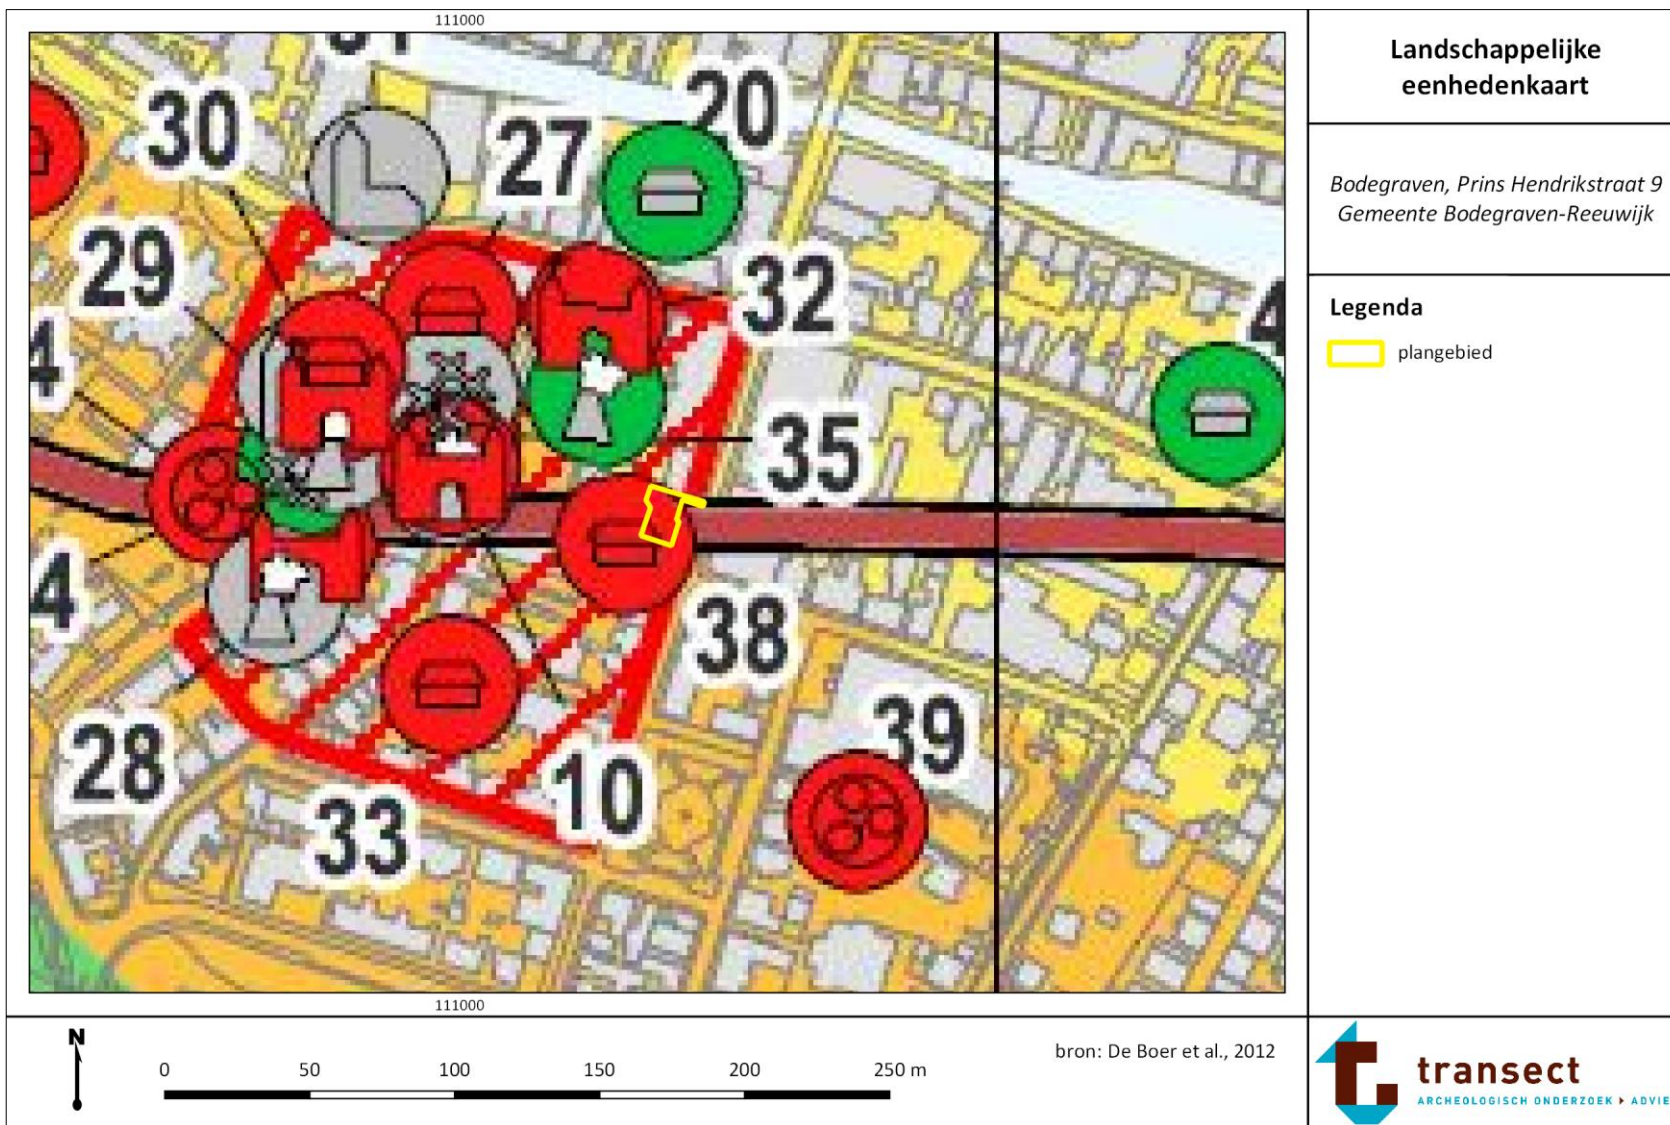 111000
30
27
20
29
32
35
38
39
28
10
33
111000
Landschappelijke
eenhedenkaart
Bodegraven, Prins Hendrikstraat 9
Gemeente Bodegraven-Reeuwijk
Legenda
plangebied
N
0 50 100 150 200 250 m
bron: De Boer et al., 2012
transect
ARCHEOLOGISCH ONDERZOEK ▸ ADVIE